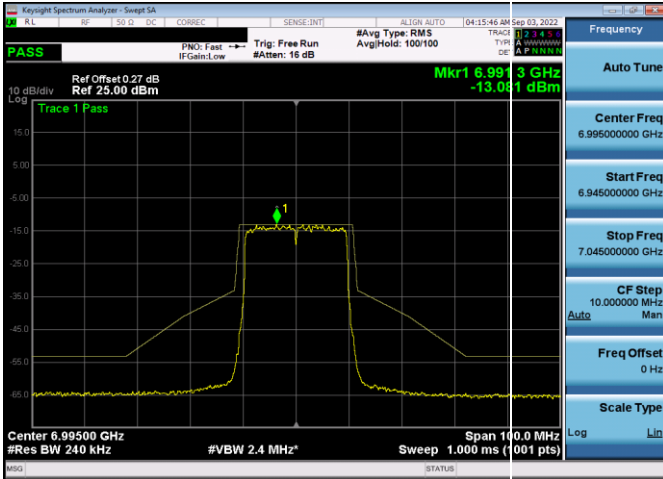 Keysight Spectrum Analyzer - Swept SA
RL RF 50 Ω DC CORREC SENSE:INT ALIGN AUTO 04:15:46 AM Sep 03, 2022
Frequency
PASS
PNO: Fast
IFGain:Low
Trig: Free Run
#Atten: 16 dB
#Avg Type: RMS
Avg|Hold: 100/100
TRACE 1 2 3 4 5 6
TYPE A WWWWW
DET A P N N N N
Auto Tune
Ref Offset 0.27 dB
10 dB/div Ref 25.00 dBm
Mkr1 6.991 3 GHz
-13.081 dBm
Log
Trace 1 Pass
15.0
5.00
-5.00
-15.0
-25.0
-35.0
-45.0
-55.0
-65.0
1
Center Freq
6.995000000 GHz
Start Freq
6.945000000 GHz
Stop Freq
7.045000000 GHz
CF Step
10.000000 MHz
Auto Man
Freq Offset
0 Hz
Scale Type
Log Lin
Center 6.99500 GHz Span 100.0 MHz
#Res BW 240 kHz #VBW 2.4 MHz* Sweep 1.000 ms (1001 pts)
MSG STATUS